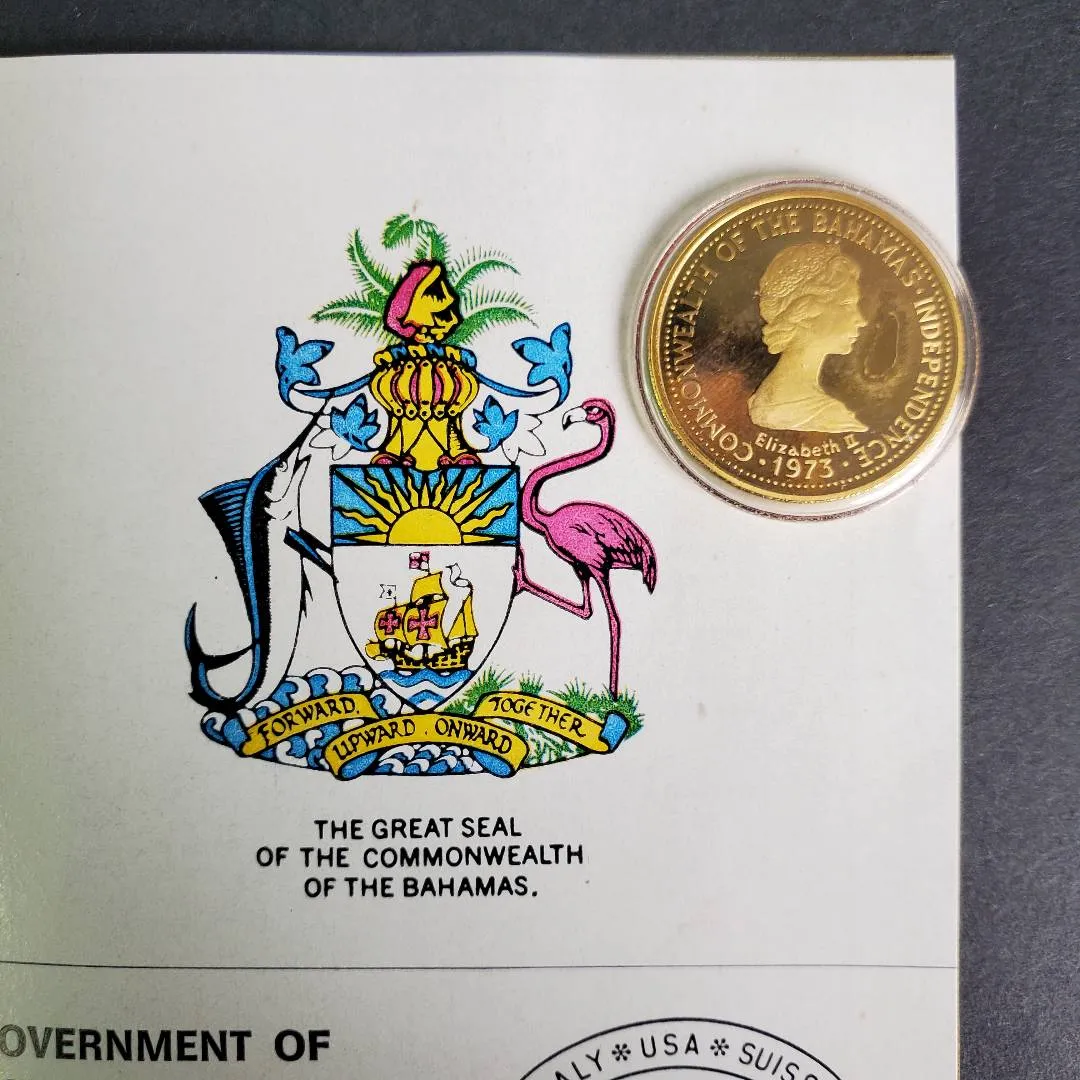 COMMONWEALTH OF THE BAHAMAS · INDEPENDENCE
Elizabeth II
· 1973 ·
FORWARD,
UPWARD, ONWARD
TOGETHER
THE GREAT SEAL
OF THE COMMONWEALTH
OF THE BAHAMAS.
OVERNMENT OF
ALY * USA * SUISS